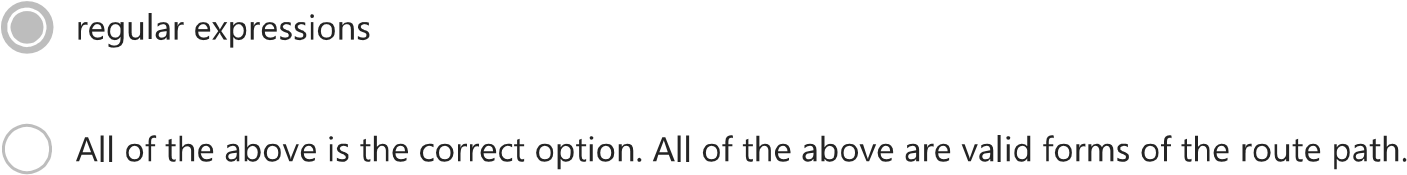 regular expressions
All of the above is the correct option. All of the above are valid forms of the route path.